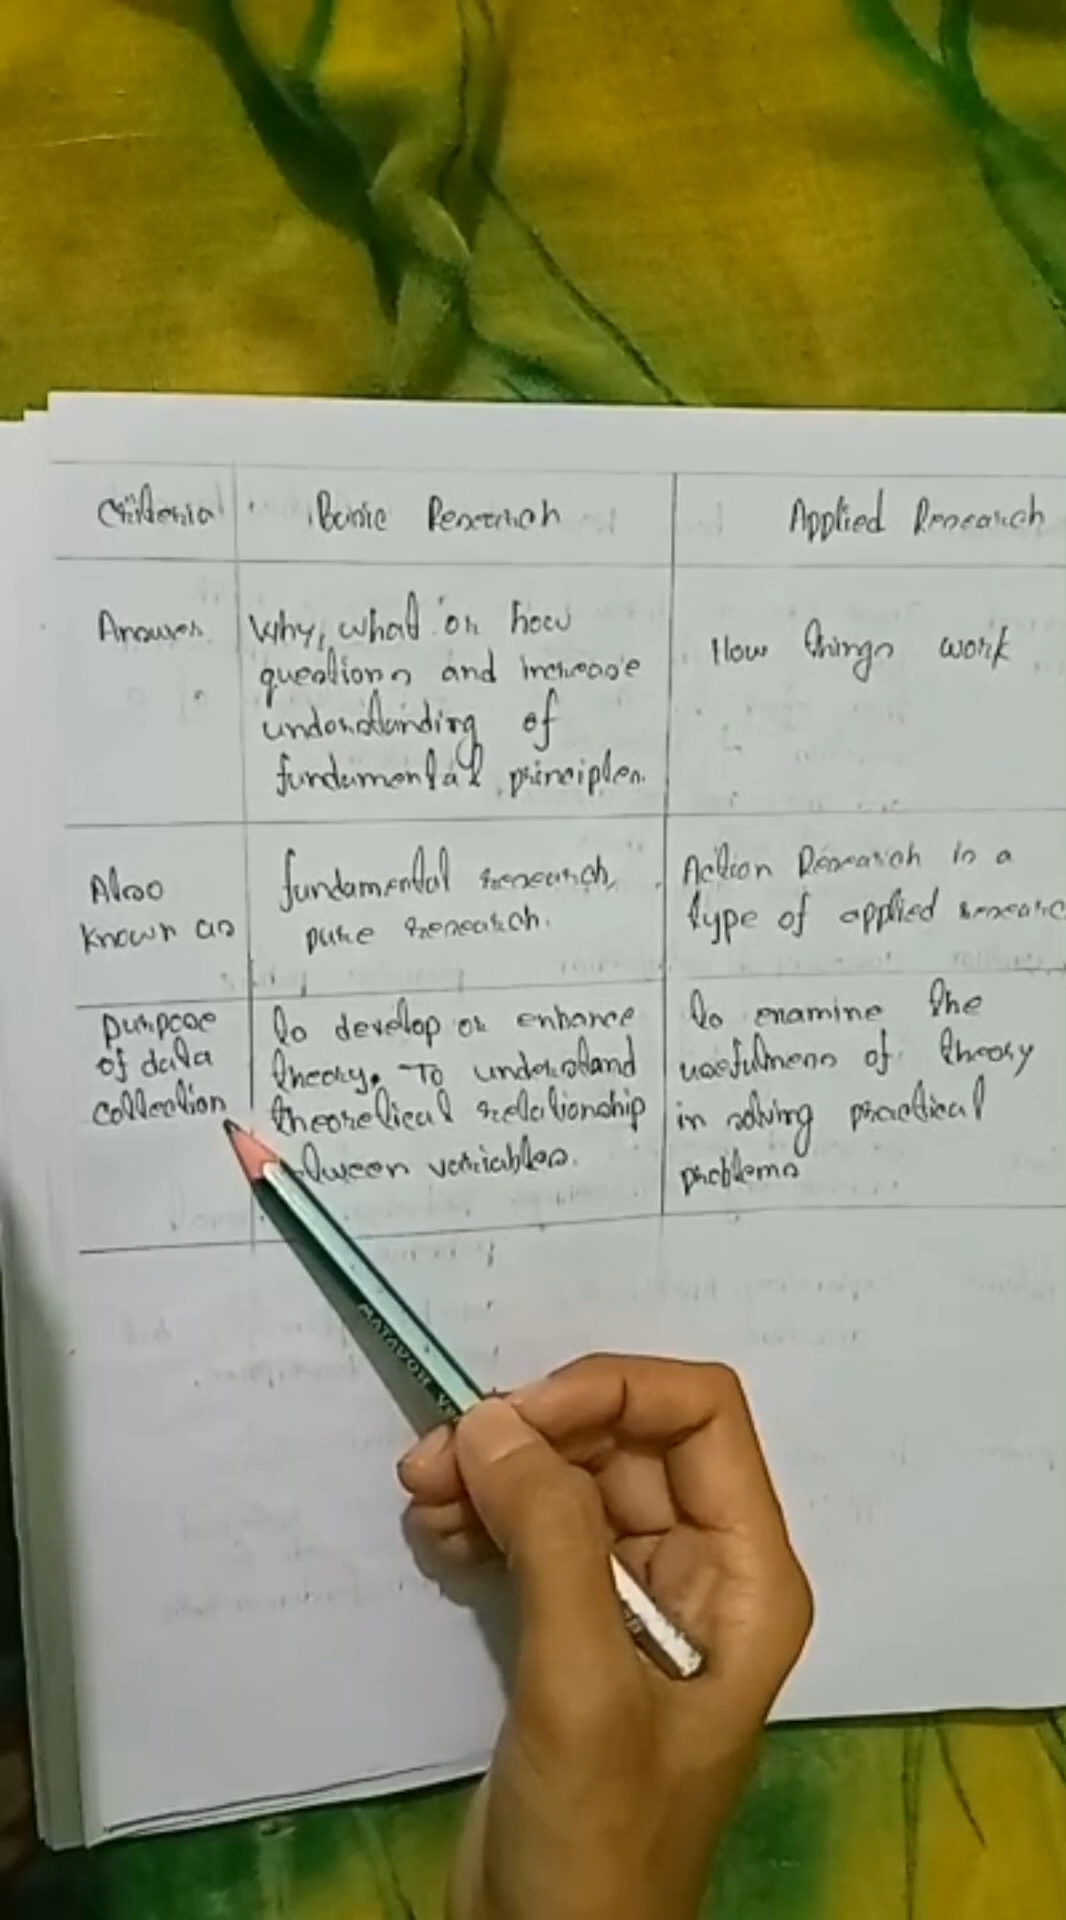 Criteria Basic Research Applied Research
Answer
Why, what or how
questions and increase
understanding of
fundamental principles.
How things work
Also
known as
fundamental research,
pure research.
Action Research is a
type of applied
purpose
of data
collection
To develop or enhance
theory. To understand
theoretical relationship
variables.
To examine the
usefulness of theory
in solving practical
problems
MATADOR